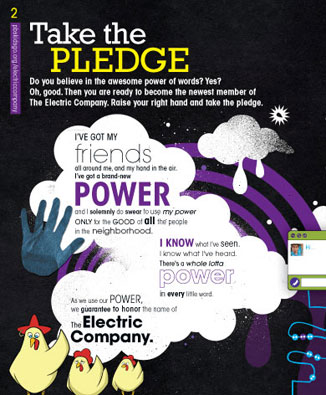 2
pbskidsgo.org/electriccompany
Take the
PLEDGE
Do you believe in the awesome power of words? Yes?
Oh, good. Then you are ready to become the newest member of
The Electric Company. Raise your right hand and take the pledge.
I'VE GOT MY
friends
all around me, and my hand in the air.
I've got a brand-new
POWER
and I solemnly do swear to use my power
ONLY for the GOOD of all the people
in the neighborhood.
I KNOW what I've seen.
I know what I've heard.
There's a whole lotta
power
in every little word.
As we use our POWER,
we guarantee to honor the name of
The Electric
Company.